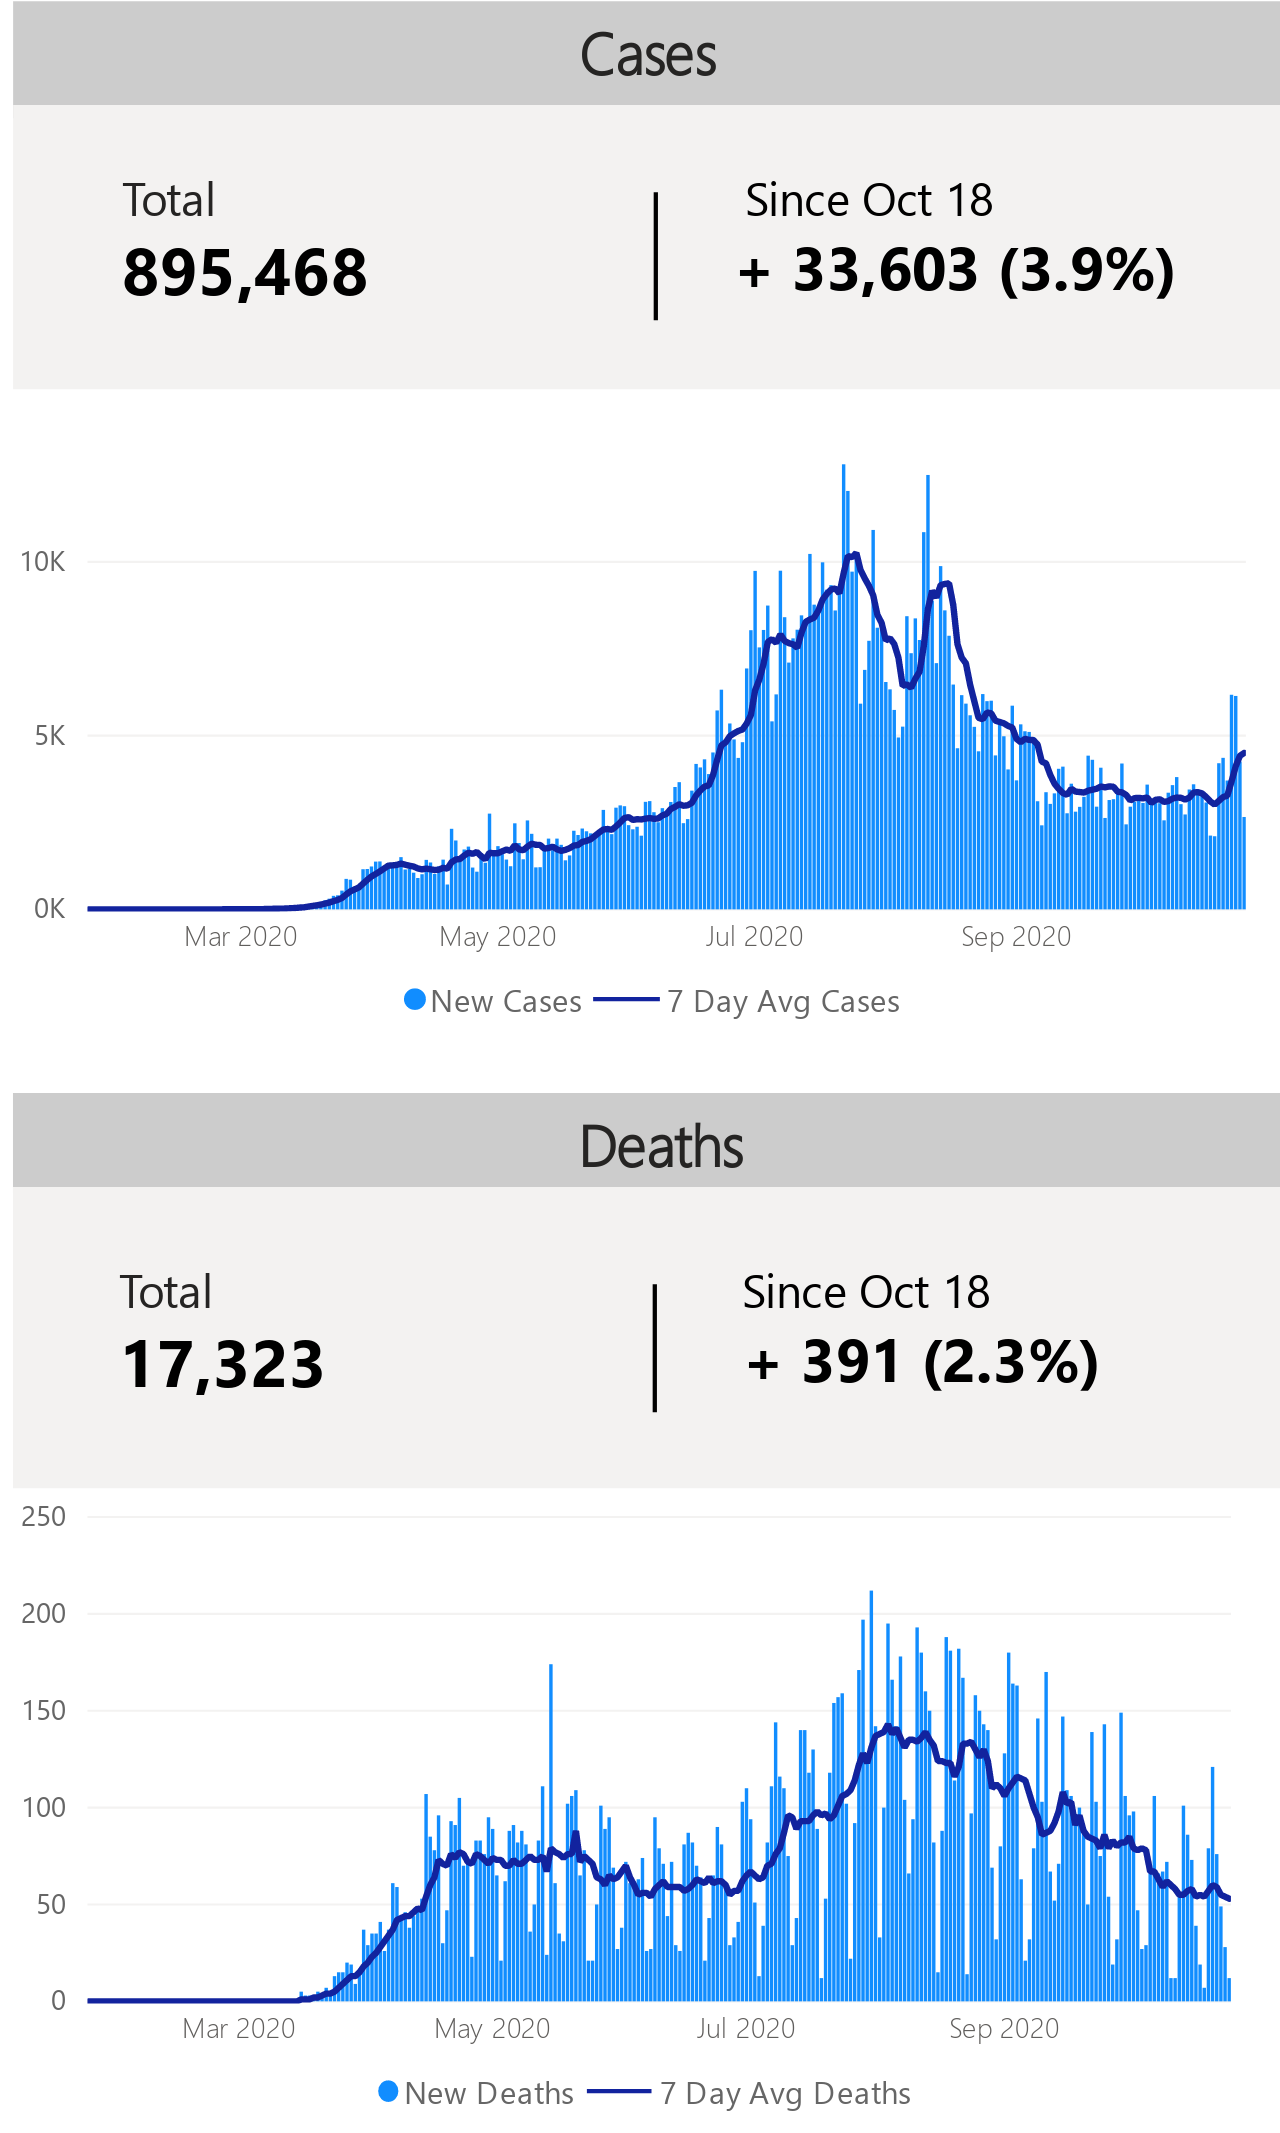 Cases
Total
Since Oct 18
895,468
+ 33,603 (3.9%)
10K
5K
0K
Mar 2020
May 2020
Jul 2020
Sep 2020
New Cases
7 Day Avg Cases
Deaths
Total
Since Oct 18
17,323
+ 391 (2.3%)
250
200
150
100
50
0
Mar 2020
May 2020
Jul 2020
Sep 2020
New Deaths
7 Day Avg Deaths